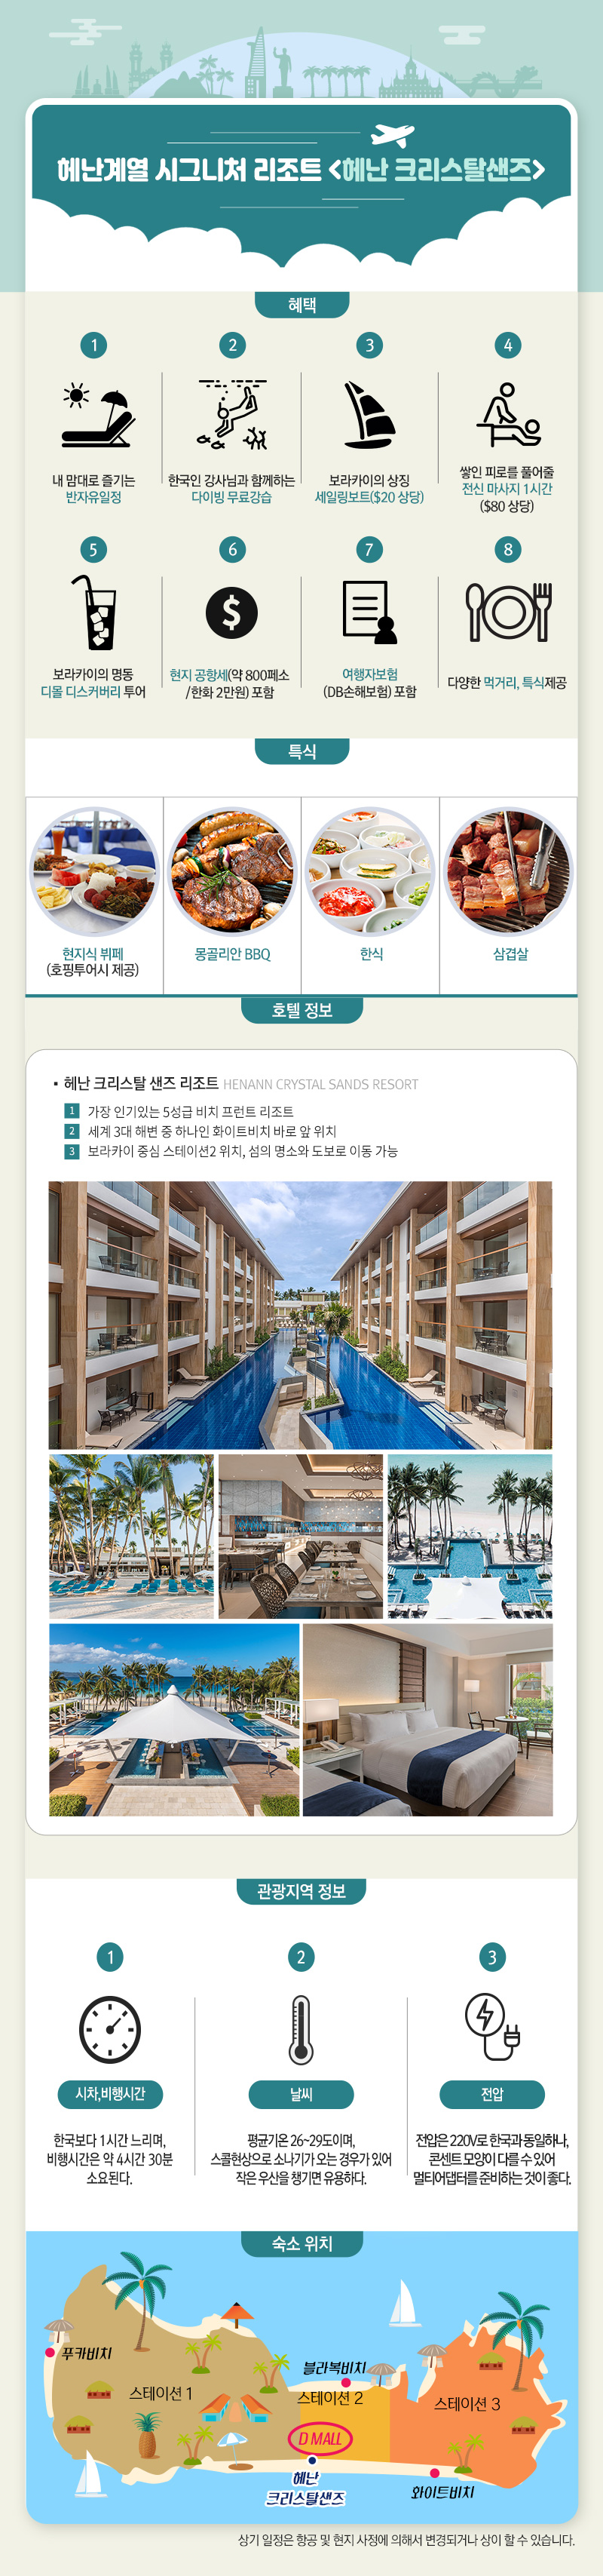 헤난계열 시그니처 리조트 <헤난 크리스탈샌즈>
혜택
1
내 맘대로 즐기는
반자유일정
2
한국인 강사님과 함께하는
다이빙 무료강습
3
보라카이의 상징
세일링보트($20 상당)
4
쌓인 피로를 풀어줄
전신 마사지 1시간
($80 상당)
5
보라카이의 명동
디몰 디스커버리 투어
6
$
현지 공항세(약 800페소
/한화 2만원) 포함
7
여행자보험
(DB손해보험) 포함
8
다양한 먹거리, 특식제공
특식
현지식 뷔페
(호핑투어시 제공)
몽골리안 BBQ
한식
삼겹살
호텔 정보
▪ 헤난 크리스탈 샌즈 리조트 HENANN CRYSTAL SANDS RESORT
1 가장 인기있는 5성급 비치 프런트 리조트
2 세계 3대 해변 중 하나인 화이트비치 바로 앞 위치
3 보라카이 중심 스테이션2 위치, 섬의 명소와 도보로 이동 가능
관광지역 정보
1
시차,비행시간
한국보다 1시간 느리며,
비행시간은 약 4시간 30분
소요된다.
2
날씨
평균기온 26~29도이며,
스콜현상으로 소나기가 오는 경우가 있어
작은 우산을 챙기면 유용하다.
3
전압
전압은 220V로 한국과 동일하나,
콘센트 모양이 다를 수 있어
멀티어댑터를 준비하는 것이 좋다.
숙소 위치
푸카비치
스테이션 1
블라복비치
스테이션 2
스테이션 3
D MALL
헤난
크리스탈샌즈
화이트비치
상기 일정은 항공 및 현지 사정에 의해서 변경되거나 상이 할 수 있습니다.